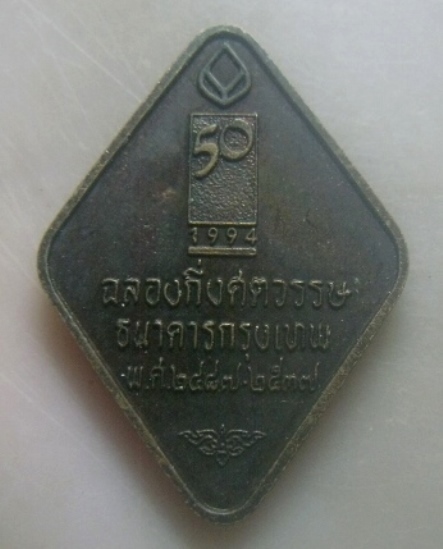 50
1994
ฉลองกึ่งศตวรรษ
ธนาคารกรุงเทพ
พ.ศ.๒๔๘๗-๒๕๓๗